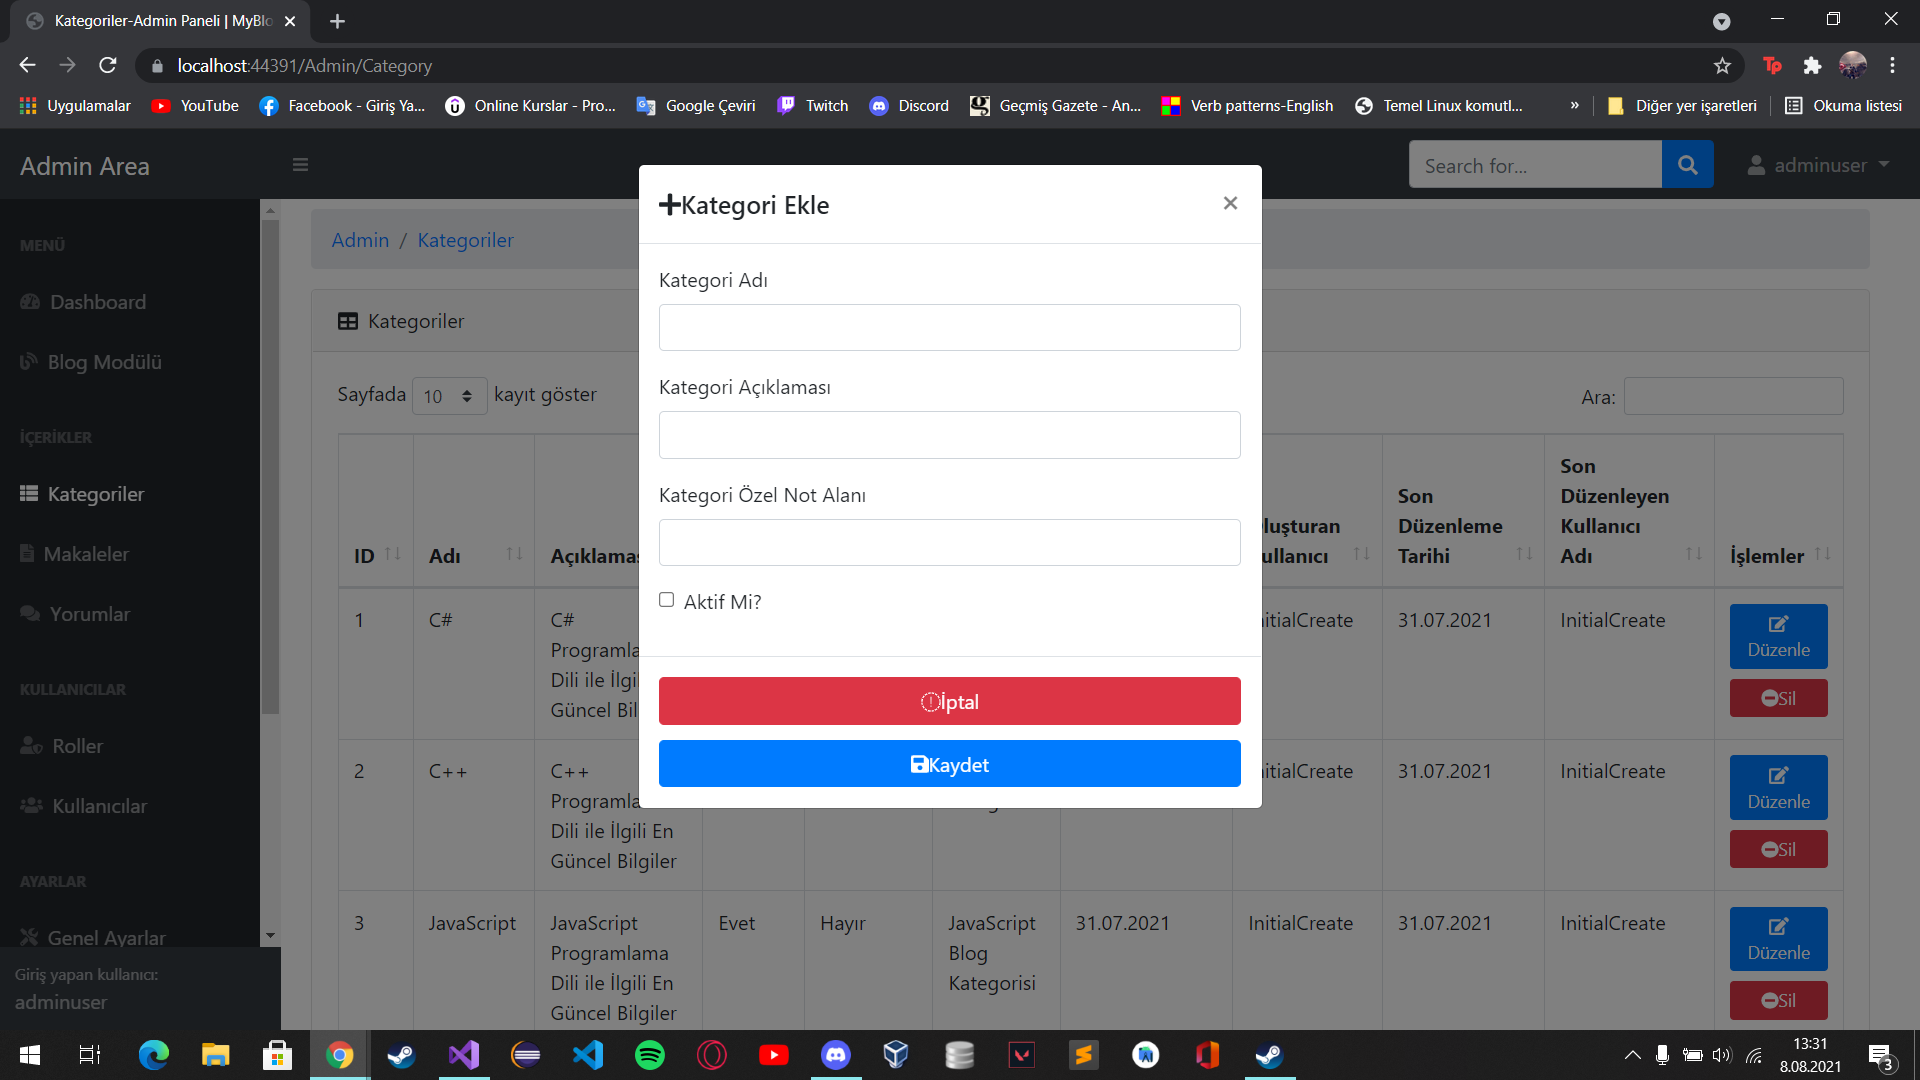 Kategoriler-Admin Paneli | MyBlo
localhost:44391/Admin/Category
Uygulamalar
YouTube
Facebook - Giriş Ya...
Online Kurslar - Pro...
Google Çeviri
Twitch
Discord
Geçmiş Gazete - An...
Verb patterns-English
Temel Linux komutl...
»
Diğer yer işaretleri
Okuma listesi
Admin Area
Search for...
adminuser
MENÜ
Dashboard
Blog Modülü
İÇERİKLER
Kategoriler
Makaleler
Yorumlar
KULLANICILAR
Roller
Kullanıcılar
AYARLAR
Genel Ayarlar
Giriş yapan kullanıcı:
adminuser
Admin / Kategoriler
Kategoriler
Sayfada 10 kayıt göster
Ara:
Kategori Ekle
×
Kategori Adı
Kategori Açıklaması
Kategori Özel Not Alanı
Aktif Mi?
İptal
Kaydet
ID
Adı
Açıklamas
luşturan
ullanıcı
Son
Düzenleme
Tarihi
Son
Düzenleyen
Kullanıcı
Adı
İşlemler
1
C#
C#
Programla
Dili ile İlgi
Güncel Bil
itialCreate
31.07.2021
InitialCreate
Düzenle
Sil
2
C++
C++
Programla
Dili ile İlgili En
Güncel Bilgiler
itialCreate
31.07.2021
InitialCreate
Düzenle
Sil
3
JavaScript
JavaScript
Programlama
Dili ile İlgili En
Güncel Bilgiler
Evet
Hayır
JavaScript
Blog
Kategorisi
31.07.2021
InitialCreate
31.07.2021
InitialCreate
Düzenle
Sil
13:31
8.08.2021
3